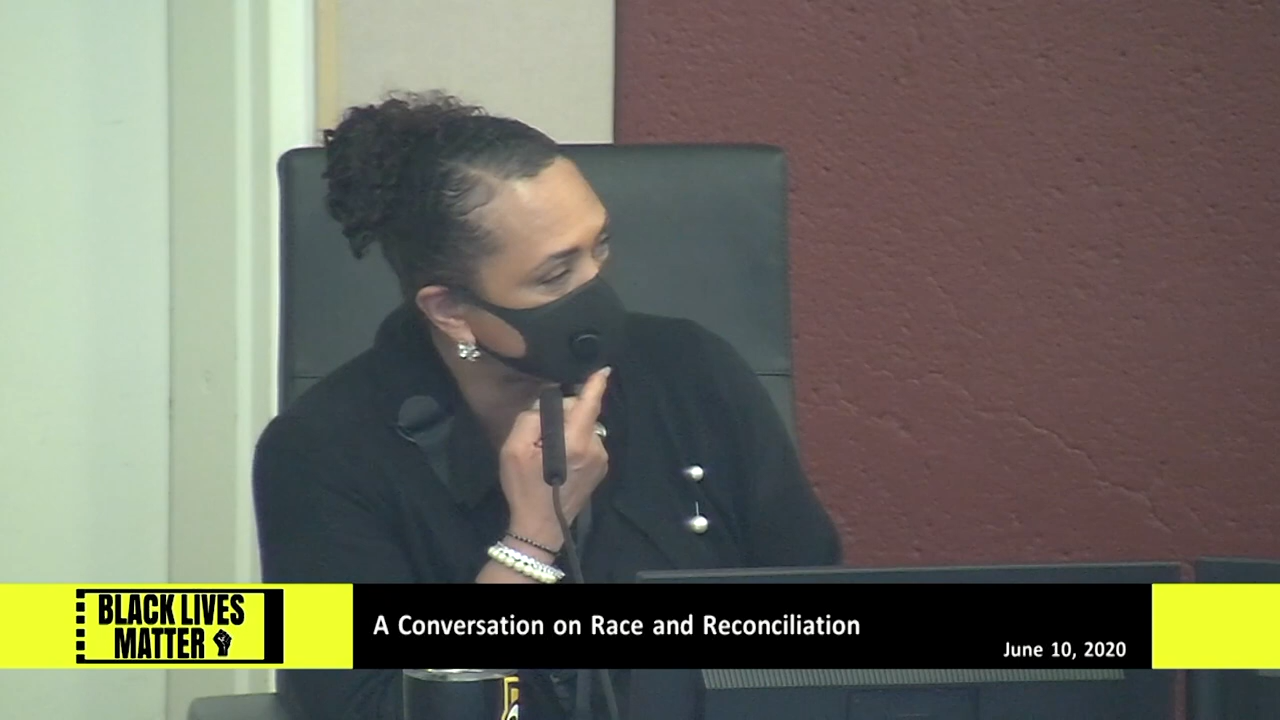 BLACK LIVES
MATTER
A Conversation on Race and Reconciliation
June 10, 2020